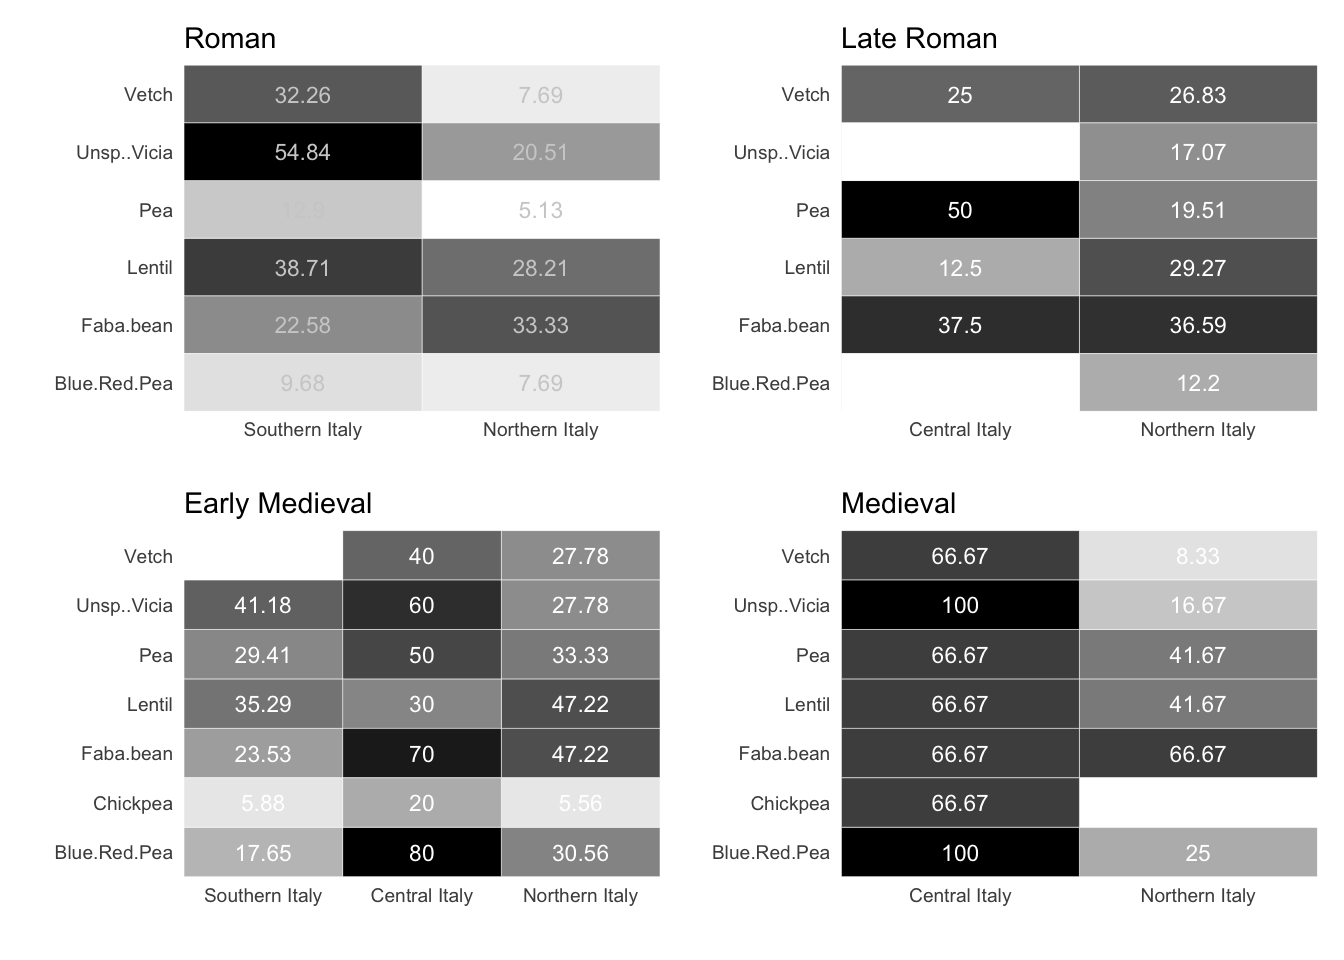 Roman
Vetch 32.26 7.69
Unsp..Vicia 54.84 20.51
Pea 12.9 5.13
Lentil 38.71 28.21
Faba.bean 22.58 33.33
Blue.Red.Pea 9.68 7.69
Southern Italy Northern Italy
Late Roman
Vetch 25 26.83
Unsp..Vicia 17.07
Pea 50 19.51
Lentil 12.5 29.27
Faba.bean 37.5 36.59
Blue.Red.Pea 12.2
Central Italy Northern Italy
Early Medieval
Vetch 40 27.78
Unsp..Vicia 41.18 60 27.78
Pea 29.41 50 33.33
Lentil 35.29 30 47.22
Faba.bean 23.53 70 47.22
Chickpea 5.88 20 5.56
Blue.Red.Pea 17.65 80 30.56
Southern Italy Central Italy Northern Italy
Medieval
Vetch 66.67 8.33
Unsp..Vicia 100 16.67
Pea 66.67 41.67
Lentil 66.67 41.67
Faba.bean 66.67 66.67
Chickpea 66.67
Blue.Red.Pea 100 25
Central Italy Northern Italy